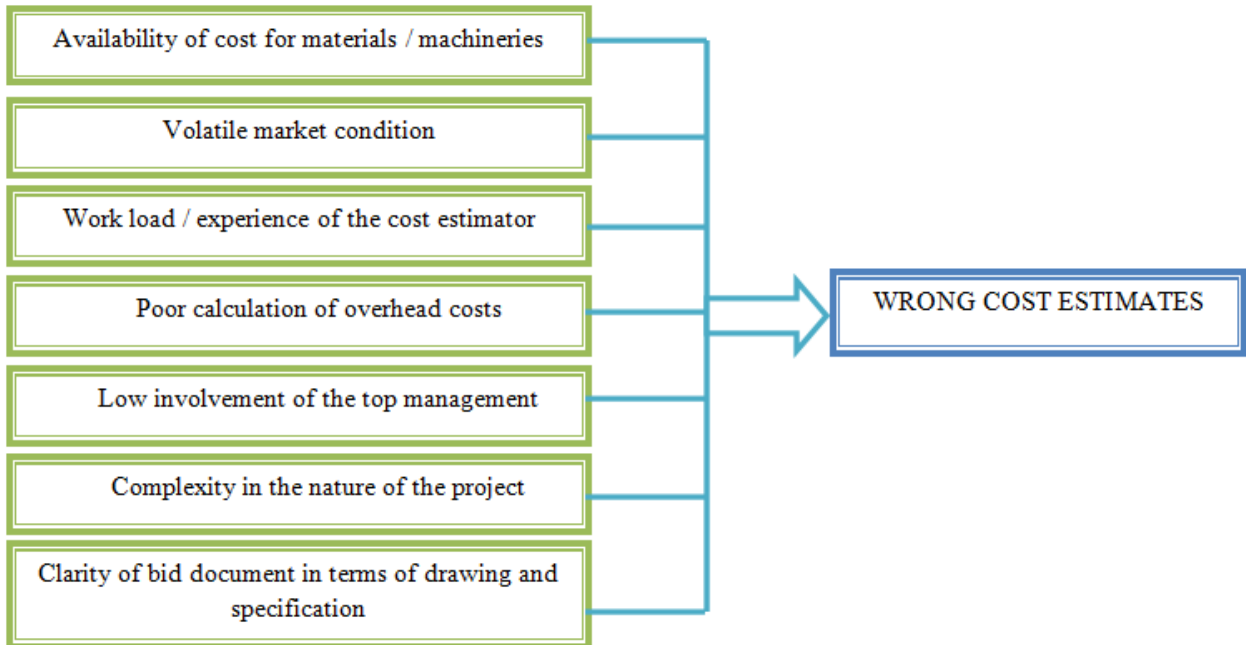 Availability of cost for materials / machineries
Volatile market condition
Work load / experience of the cost estimator
Poor calculation of overhead costs
WRONG COST ESTIMATES
Low involvement of the top management
Complexity in the nature of the project
Clarity of bid document in terms of drawing and
specification